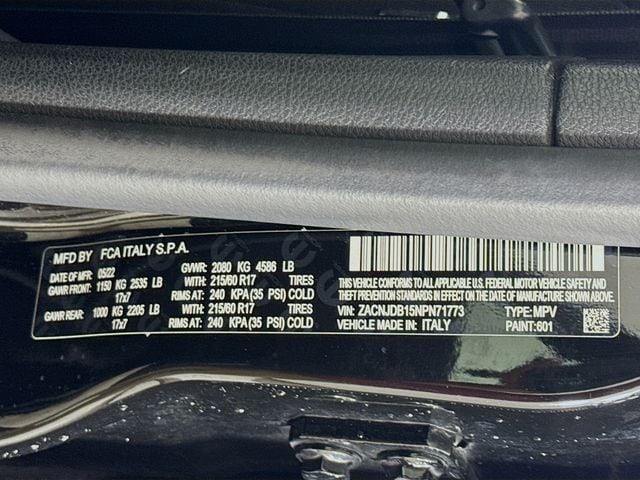 MFD BY FCA ITALY S.P.A.
DATE OF MFR: 05/22 GVWR: 2080 KG 4586 LB
GAWR FRONT: 1150 KG 2535 LB WITH: 215/60 R17 TIRES
17x7 RIMS AT: 240 KPA (35 PSI) COLD
GAWR REAR: 1000 KG 2205 LB WITH: 215/60 R17 TIRES
17x7 RIMS AT: 240 KPA (35 PSI) COLD
THIS VEHICLE CONFORMS TO ALL APPLICABLE U.S. FEDERAL MOTOR VEHICLE
SAFETY STANDARDS IN EFFECT ON THE DATE OF MANUFACTURE SHOWN ABOVE.
VIN: ZACNJDB15NPN71773 TYPE: MPV
VEHICLE MADE IN: ITALY PAINT: 601